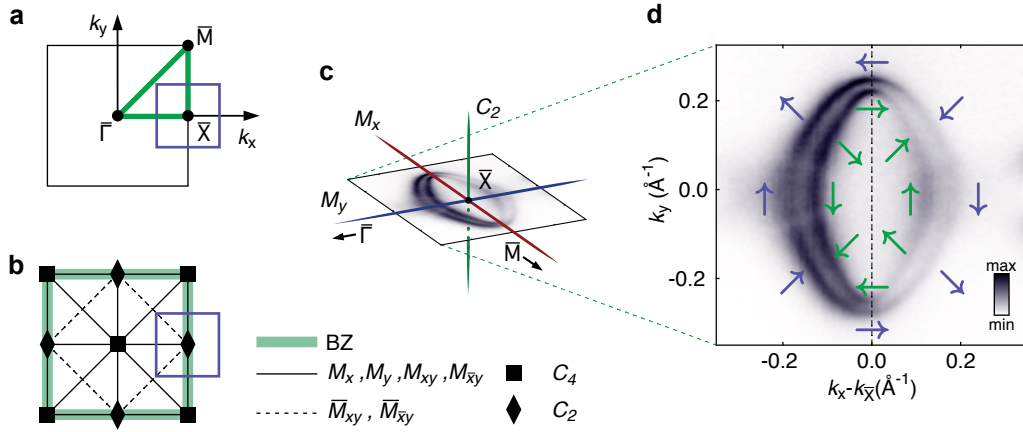 a
k_y
M̄
Γ̄
X̄
k_x
b
BZ
M_x ,M_y ,M_xy ,M_x̄y
M̄_xy , M̄_x̄y
C_4
C_2
c
C_2
M_x
X̄
M_y
Γ̄
M̄
d
0.2
0.0
-0.2
k_y (Å⁻¹)
max
min
-0.2 0.0 0.2
k_x-k_X̄(Å⁻¹)